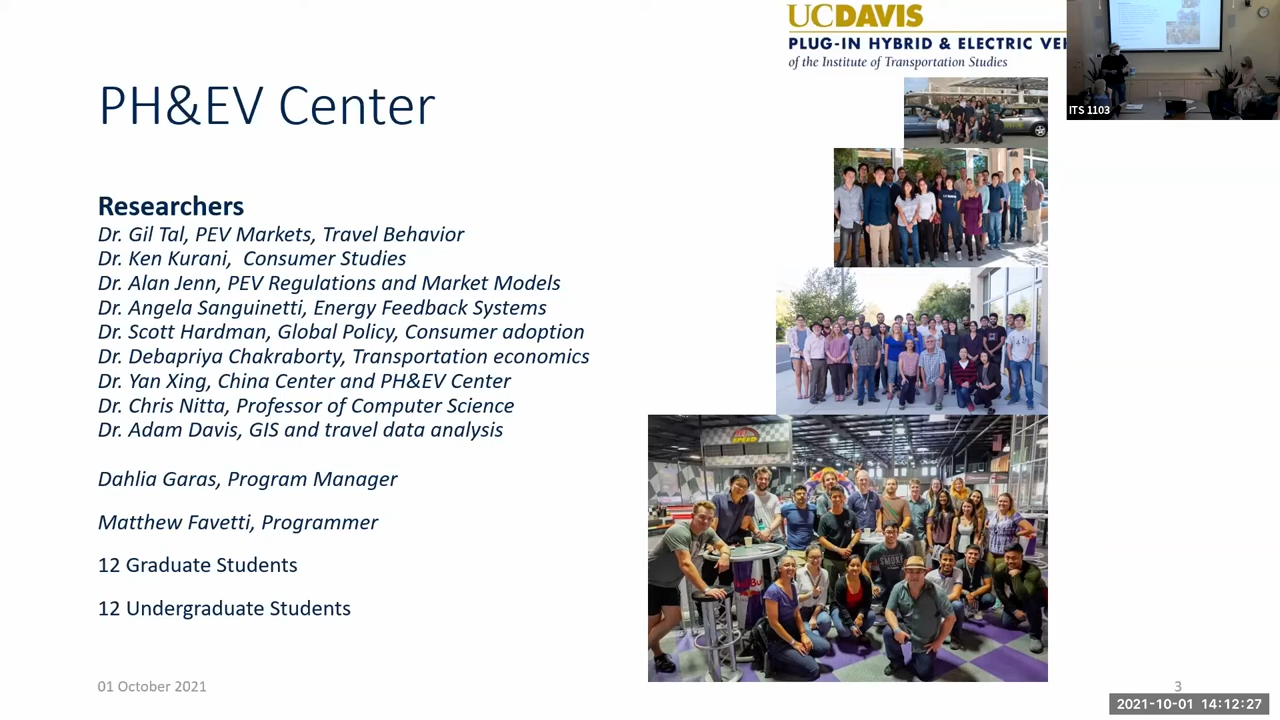 UCDAVIS
PLUG-IN HYBRID & ELECTRIC VEH
of the Institute of Transportation Studies
ITS 1103
PH&EV Center
Researchers
Dr. Gil Tal, PEV Markets, Travel Behavior
Dr. Ken Kurani,  Consumer Studies
Dr. Alan Jenn, PEV Regulations and Market Models
Dr. Angela Sanguinetti, Energy Feedback Systems
Dr. Scott Hardman, Global Policy, Consumer adoption
Dr. Debapriya Chakraborty, Transportation economics
Dr. Yan Xing, China Center and PH&EV Center
Dr. Chris Nitta, Professor of Computer Science
Dr. Adam Davis, GIS and travel data analysis
Dahlia Garas, Program Manager
Matthew Favetti, Programmer
12 Graduate Students
12 Undergraduate Students
01 October 2021
3
2021-10-01 14:12:27